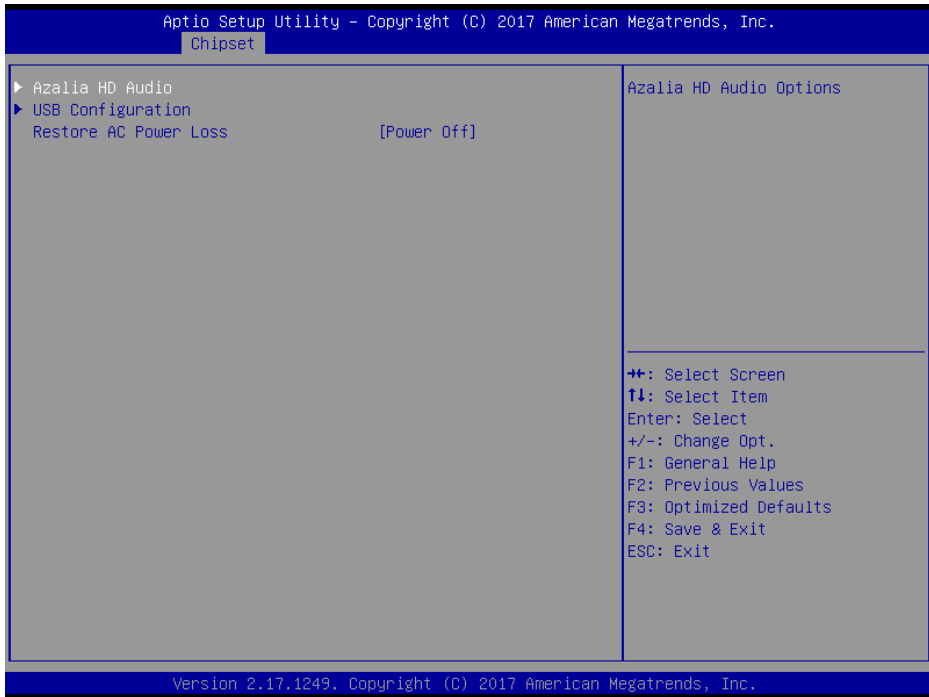 Aptio Setup Utility – Copyright (C) 2017 American Megatrends, Inc.
Chipset
▶ Azalia HD Audio
▶ USB Configuration
Restore AC Power Loss [Power Off]
Azalia HD Audio Options
→←: Select Screen
↑↓: Select Item
Enter: Select
+/-: Change Opt.
F1: General Help
F2: Previous Values
F3: Optimized Defaults
F4: Save & Exit
ESC: Exit
Version 2.17.1249. Copyright (C) 2017 American Megatrends, Inc.